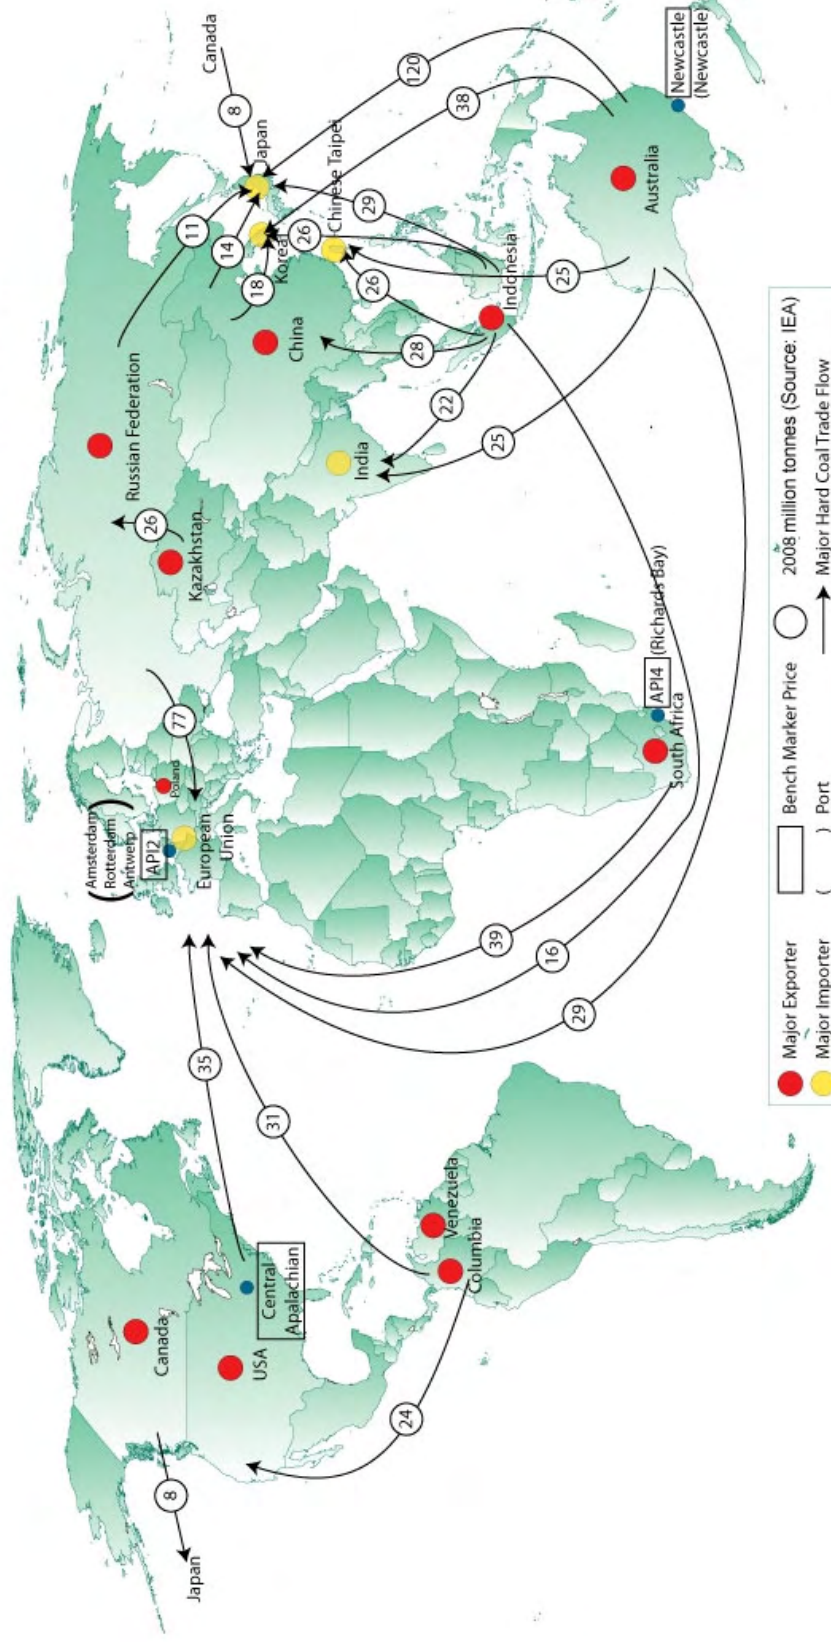 Canada
8
Japan
USA
Central
Apalachian
24
Columbia
Venezuela
35
31
(Amsterdam
Rotterdam
Antwerp)
API2
European
Union
Poland
77
39
16
29
API4 (Richards Bay)
South Africa
Kazakhstan
26
Russian Federation
India
22
25
China
28
11
14
18
Korea
26
26
29
Japan
Chinese Taipei
Canada
8
120
38
Indonesia
25
Australia
Newcastle
(Newcastle)
Major Exporter
Major Importer
Bench Marker Price
( ) Port
2008 million tonnes (Source: IEA)
Major Hard Coal Trade Flow